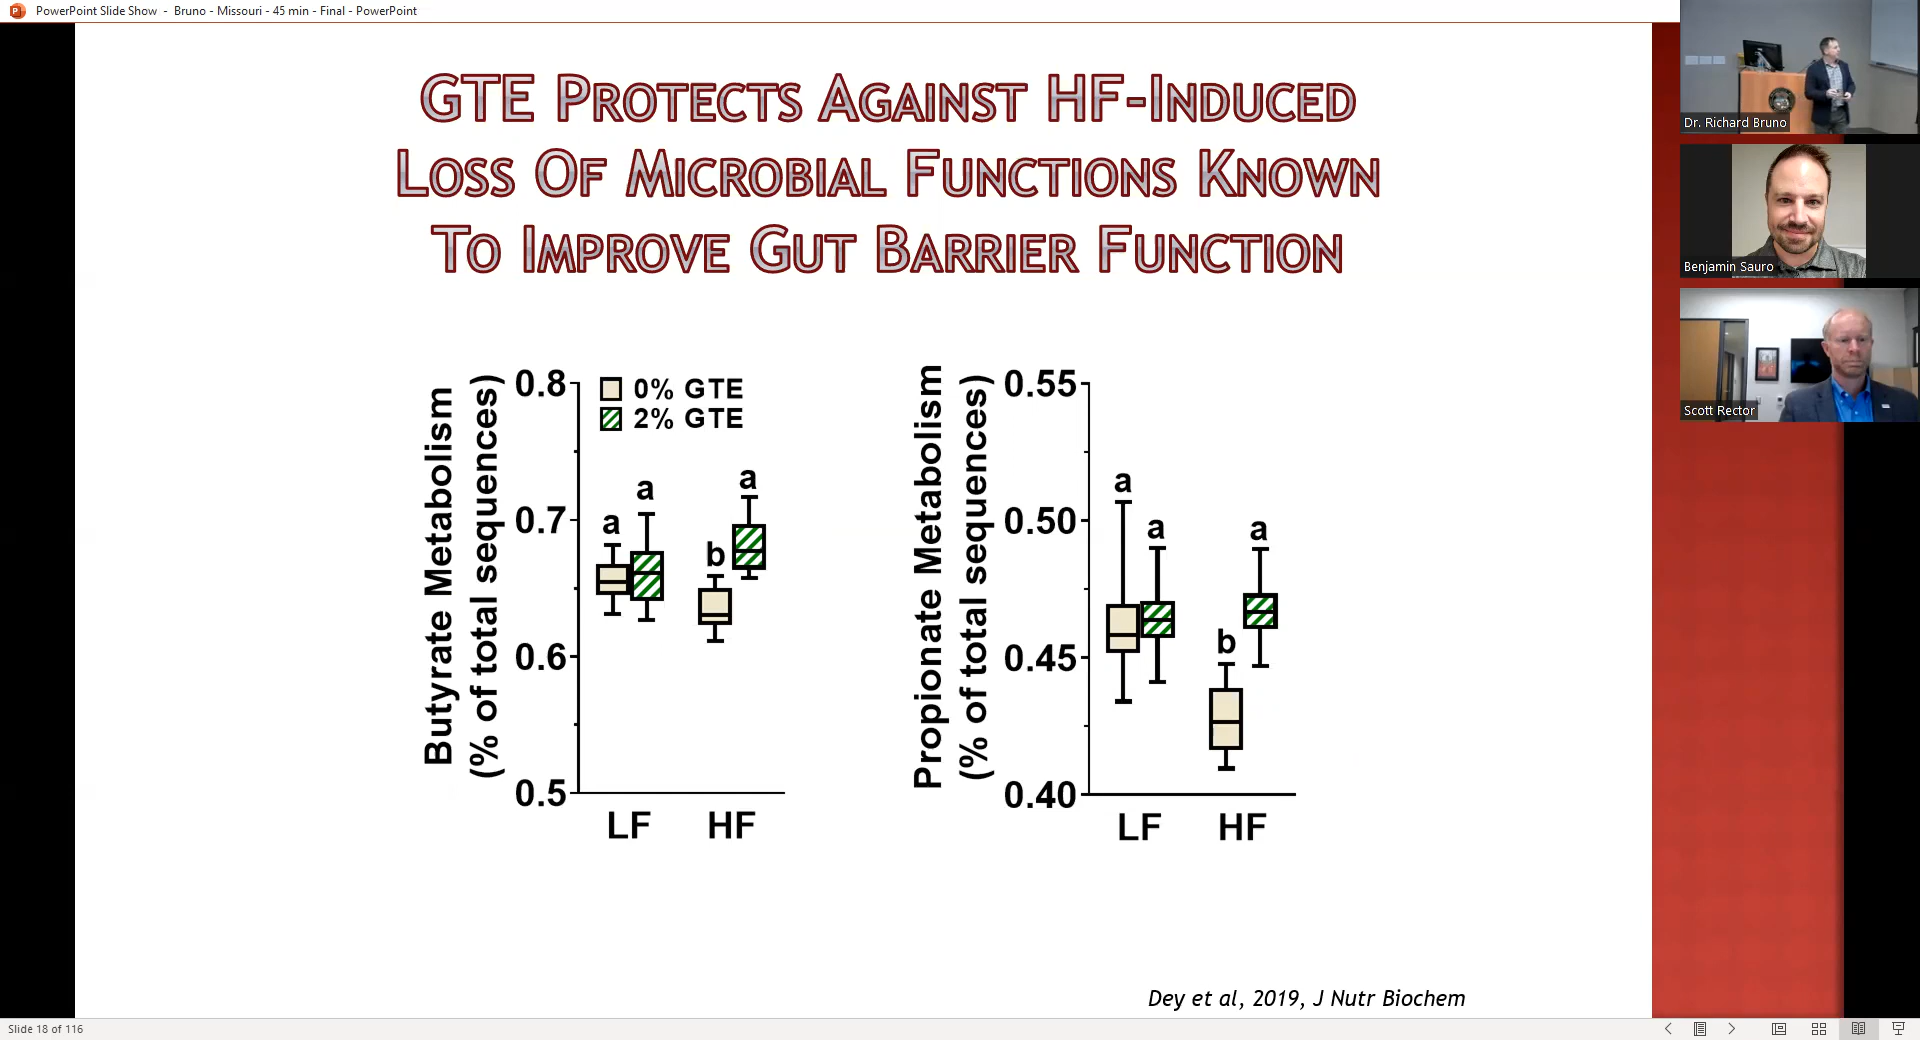 PowerPoint Slide Show - Bruno - Missouri - 45 min - Final - PowerPoint
GTE PROTECTS AGAINST HF-INDUCED
LOSS OF MICROBIAL FUNCTIONS KNOWN
TO IMPROVE GUT BARRIER FUNCTION
Butyrate Metabolism
(% of total sequences)
0.8
0.7
0.6
0.5
0% GTE
2% GTE
a
a
b
a
LF
HF
Propionate Metabolism
(% of total sequences)
0.55
0.50
0.45
0.40
a
a
b
a
LF
HF
Dey et al, 2019, J Nutr Biochem
Dr. Richard Bruno
Benjamin Sauro
Scott Rector
Slide 18 of 116